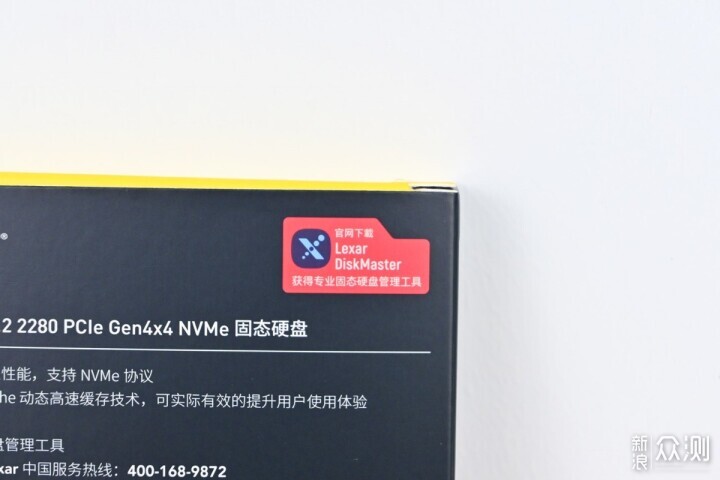 ®
官网下载
Lexar
DiskMaster
获得专业固态硬盘管理工具
.2 2280 PCIe Gen4x4 NVMe 固态硬盘
性能，支持 NVMe 协议
he 动态高速缓存技术，可实际有效的提升用户使用体验
盘管理工具
xar 中国服务热线：400-168-9872
新浪
众测